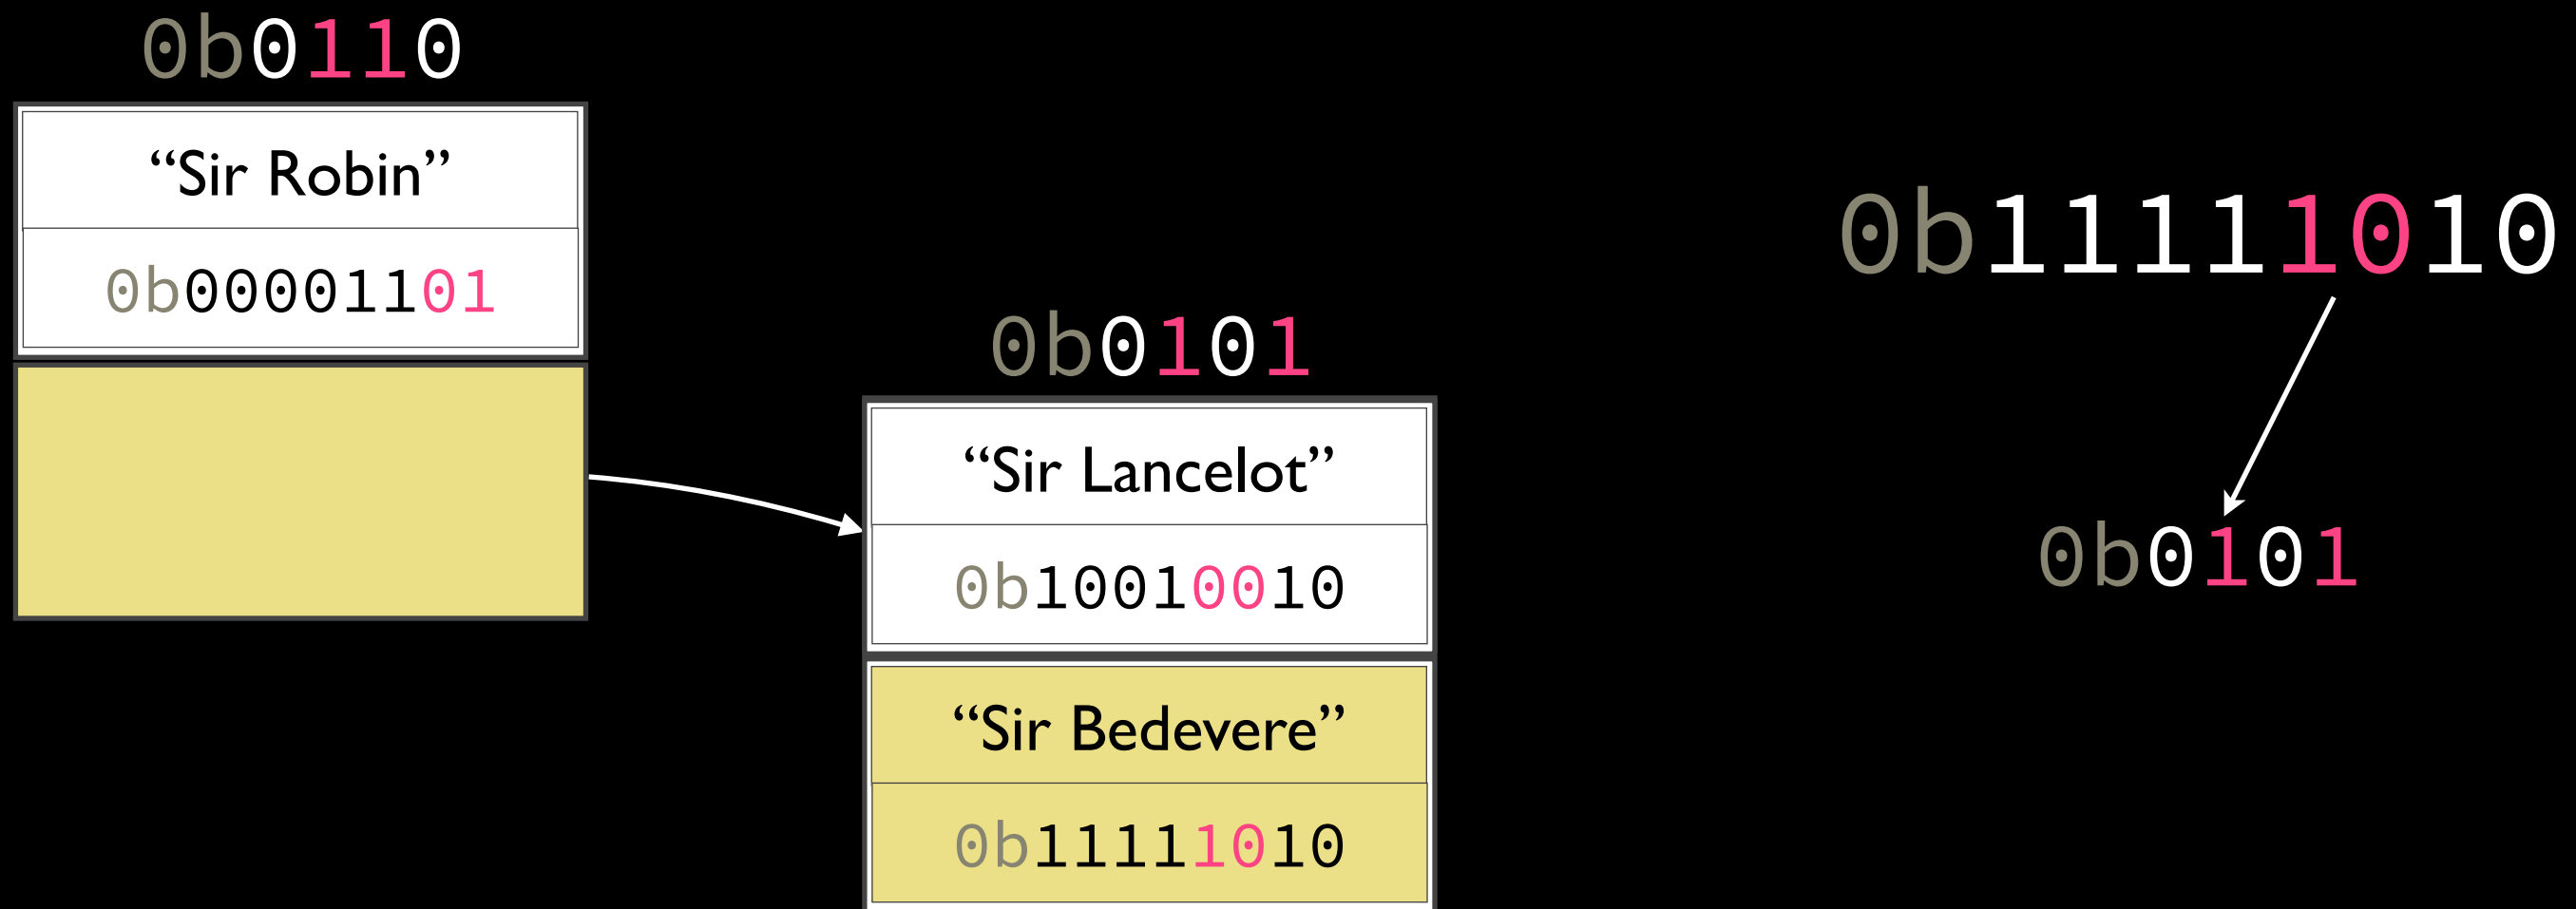 0b0110
“Sir Robin”
0b00001101
0b0101
“Sir Lancelot”
0b10010010
“Sir Bedevere”
0b11111010
0b11111010
0b0101